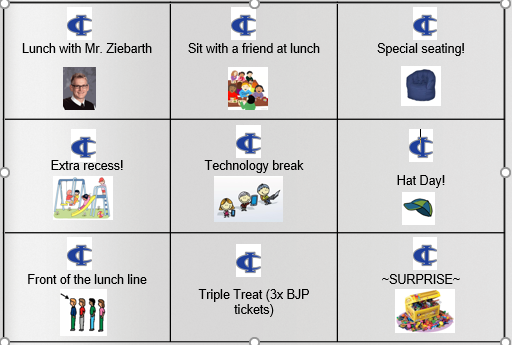 Lunch with Mr. Ziebarth
Sit with a friend at lunch
Special seating!
Extra recess!
Technology break
Hat Day!
Front of the lunch line
Triple Treat (3x BJP
tickets)
~SURPRISE~